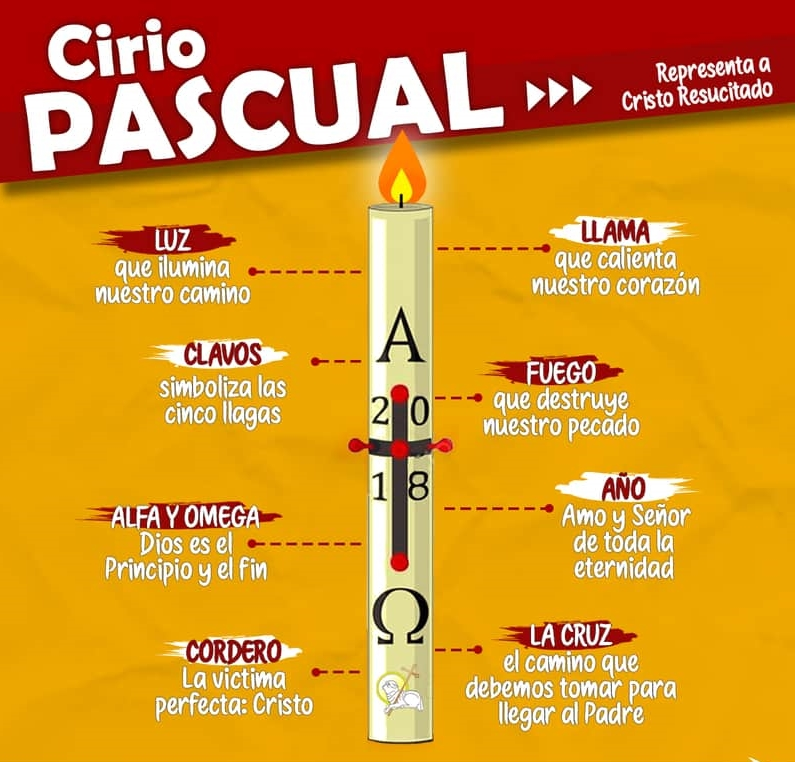 Cirio
PASCUAL
Representa a
Cristo Resucitado
LUZ
que ilumina
nuestro camino
LLAMA
que calienta
nuestro corazón
CLAVOS
simboliza las
cinco llagas
FUEGO
que destruye
nuestro pecado
ALFA Y OMEGA
Dios es el
Principio y el fin
AÑO
Amo y Señor
de toda la
eternidad
CORDERO
La victima
perfecta: Cristo
LA CRUZ
el camino que
debemos tomar para
llegar al Padre
Α
2 0
1 8
Ω